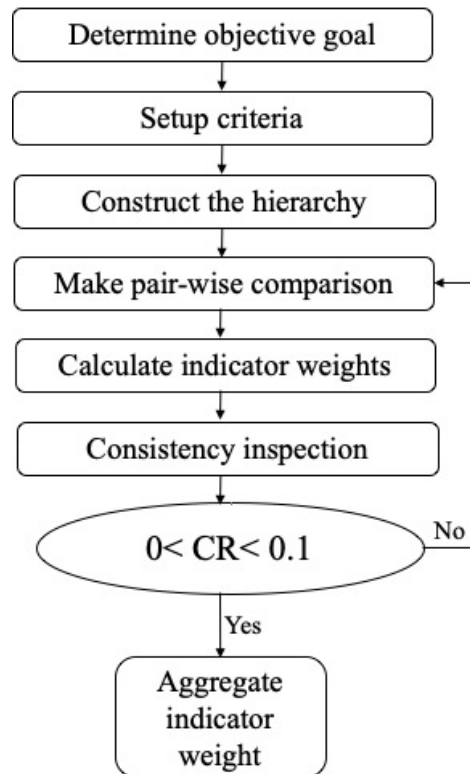 Determine objective goal
Setup criteria
Construct the hierarchy
Make pair-wise comparison
Calculate indicator weights
Consistency inspection
0< CR< 0.1
No
Yes
Aggregate
indicator
weight